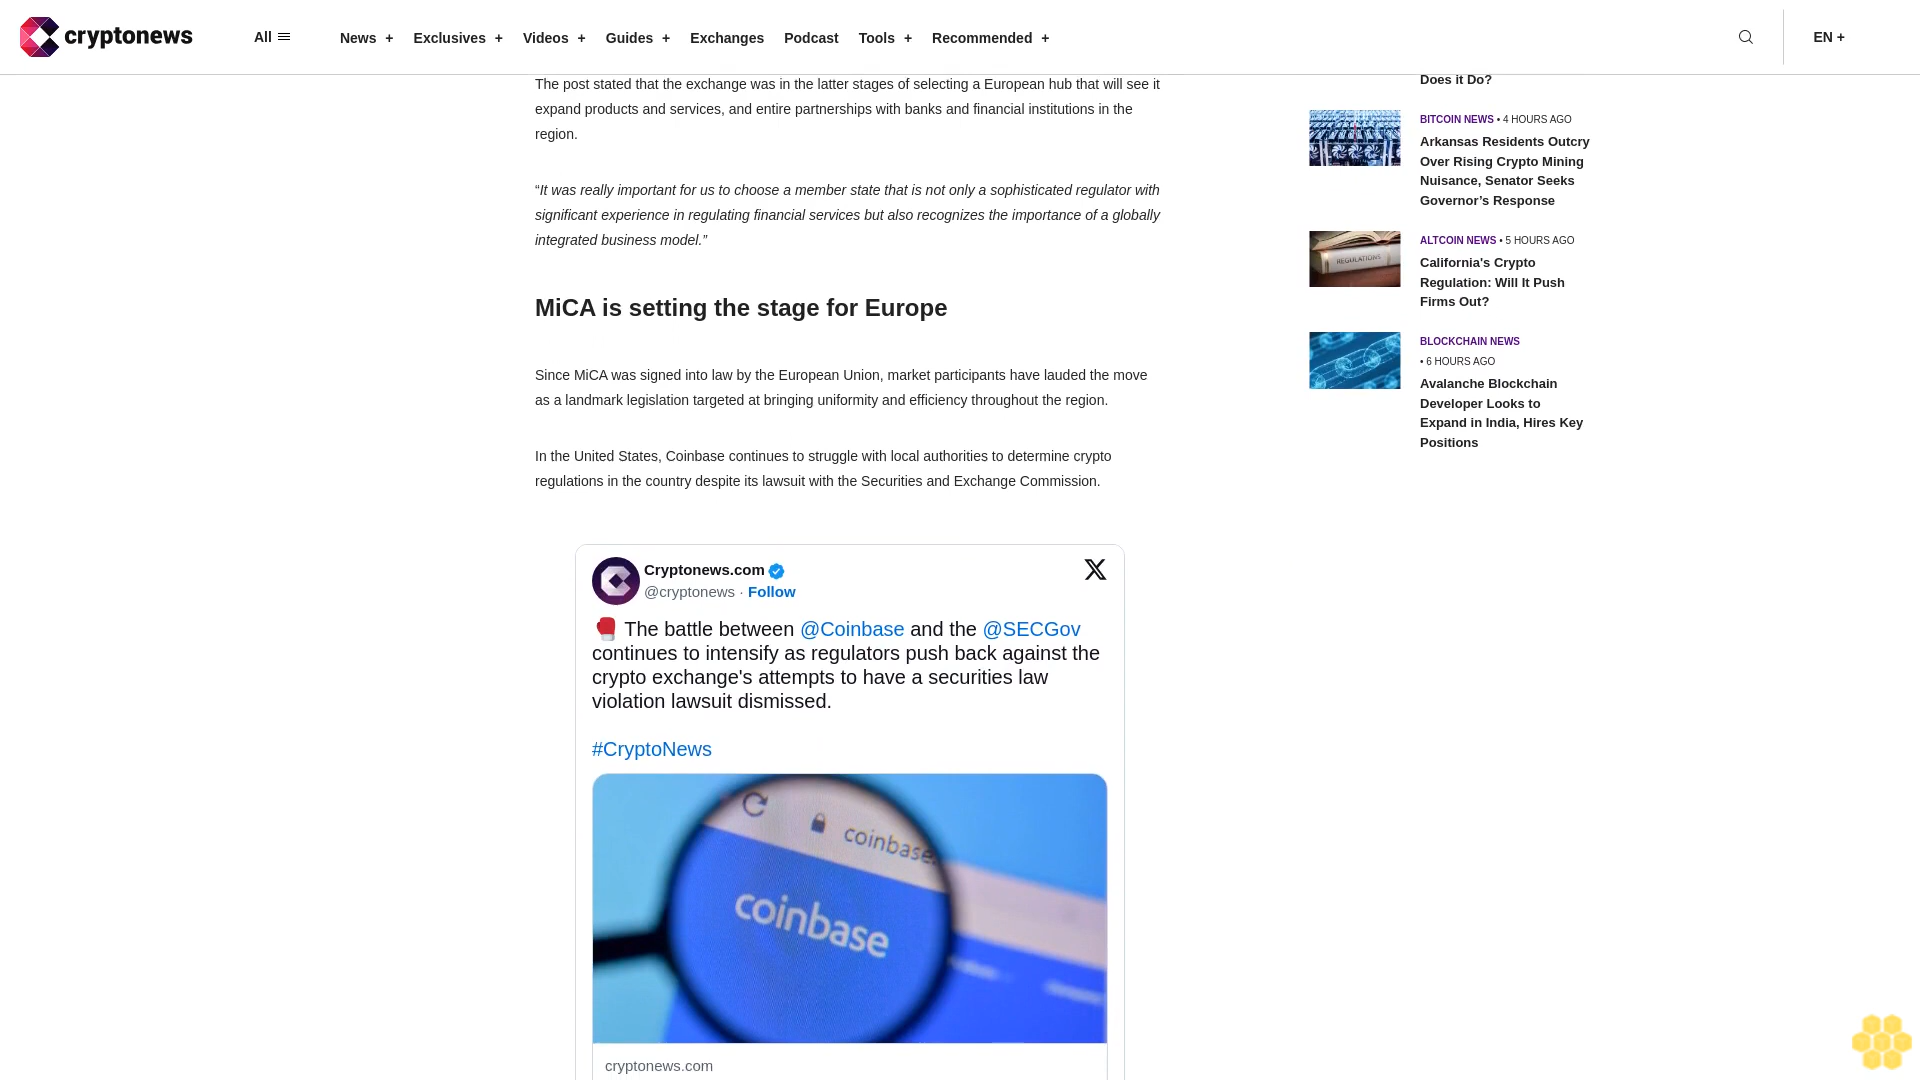 cryptonews
All
News +
Exclusives +
Videos +
Guides +
Exchanges
Podcast
Tools +
Recommended +
EN +
The post stated that the exchange was in the latter stages of selecting a European hub that will see it
expand products and services, and entire partnerships with banks and financial institutions in the
region.
“It was really important for us to choose a member state that is not only a sophisticated regulator with
significant experience in regulating financial services but also recognizes the importance of a globally
integrated business model.”
MiCA is setting the stage for Europe
Since MiCA was signed into law by the European Union, market participants have lauded the move
as a landmark legislation targeted at bringing uniformity and efficiency throughout the region.
In the United States, Coinbase continues to struggle with local authorities to determine crypto
regulations in the country despite its lawsuit with the Securities and Exchange Commission.
Cryptonews.com
@cryptonews · Follow
The battle between @Coinbase and the @SECGov
continues to intensify as regulators push back against the
crypto exchange's attempts to have a securities law
violation lawsuit dismissed.
#CryptoNews
coinbase.
coinbase
cryptonews.com
Does it Do?
BITCOIN NEWS • 4 HOURS AGO
Arkansas Residents Outcry
Over Rising Crypto Mining
Nuisance, Senator Seeks
Governor’s Response
REGULATIONS
ALTCOIN NEWS • 5 HOURS AGO
California's Crypto
Regulation: Will It Push
Firms Out?
BLOCKCHAIN NEWS
• 6 HOURS AGO
Avalanche Blockchain
Developer Looks to
Expand in India, Hires Key
Positions